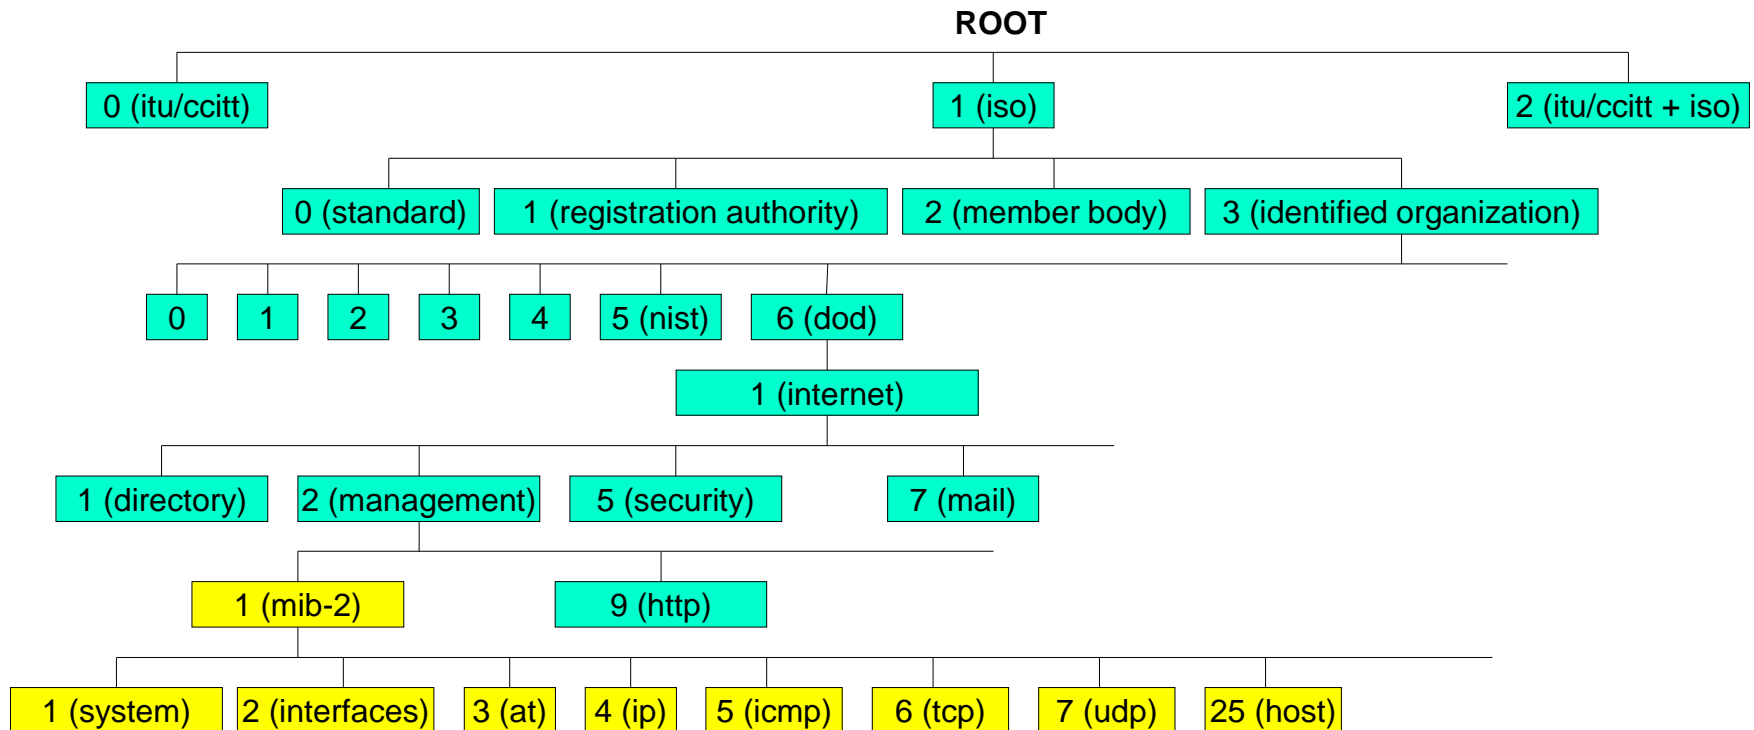 ROOT
0 (itu/ccitt) 1 (iso) 2 (itu/ccitt + iso)
0 (standard) 1 (registration authority) 2 (member body) 3 (identified organization)
0 1 2 3 4 5 (nist) 6 (dod)
1 (internet)
1 (directory) 2 (management) 5 (security) 7 (mail)
1 (mib-2) 9 (http)
1 (system) 2 (interfaces) 3 (at) 4 (ip) 5 (icmp) 6 (tcp) 7 (udp) 25 (host)